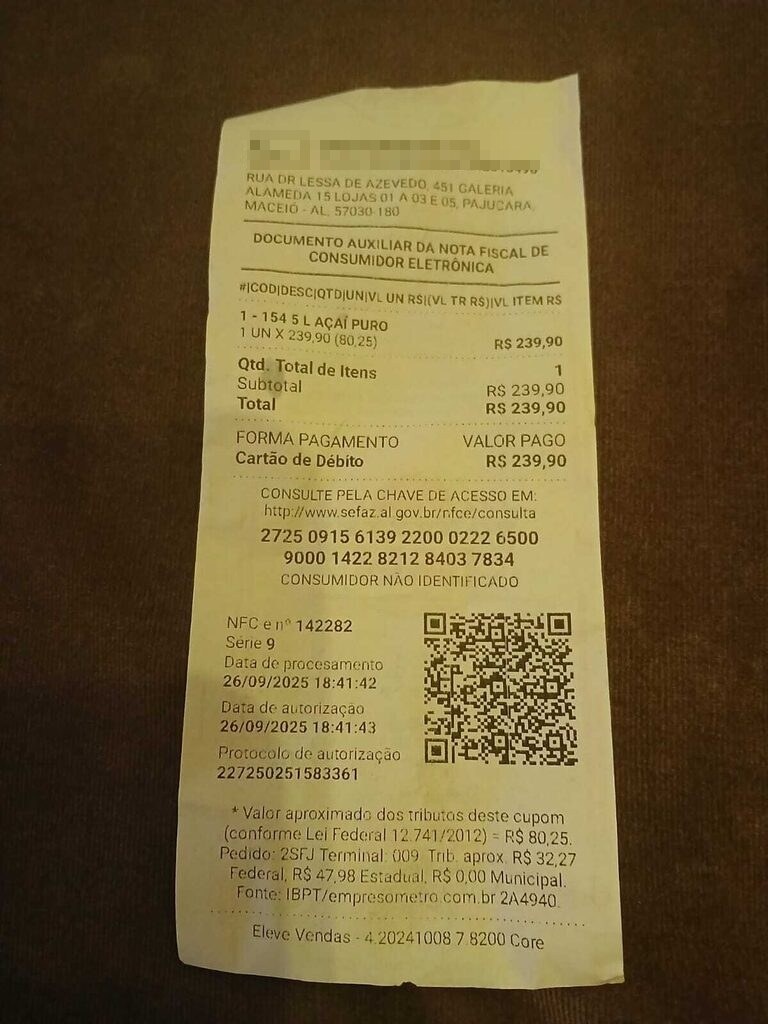 RUA DR LESSA DE AZEVEDO, 451 GALERIA
ALAMEDA 15 LOJAS 01 A 03 E 05, PAJUCARA,
MACEIÓ - AL, 57030-180
DOCUMENTO AUXILIAR DA NOTA FISCAL DE
CONSUMIDOR ELETRÔNICA
#|COD|DESC|QTD|UN|VL UN R$|(VL TR R$)|VL ITEM R$
1 - 154 5 L AÇAÍ PURO
1 UN X 239,90 (80,25) R$ 239,90
Qtd. Total de Itens 1
Subtotal R$ 239,90
Total R$ 239,90
FORMA PAGAMENTO VALOR PAGO
Cartão de Débito R$ 239,90
CONSULTE PELA CHAVE DE ACESSO EM:
http://www.sefaz.al.gov.br/nfce/consulta
2725 0915 6139 2200 0222 6500
9000 1422 8212 8403 7834
CONSUMIDOR NÃO IDENTIFICADO
NFC e nº 142282
Série 9
Data de procesamento
26/09/2025 18:41:42
Data de autorização
26/09/2025 18:41:43
Protocolo de autorização
227250251583361
* Valor aproximado dos tributos deste cupom
(conforme Lei Federal 12.741/2012) = R$ 80,25.
Pedido: 2SFJ Terminal: 009. Trib. aprox. R$ 32,27
Federal, R$ 47,98 Estadual, R$ 0,00 Municipal.
Fonte: IBPT/empresometro.com.br 2A4940.
Eleve Vendas - 4.20241008.7.8200 Core